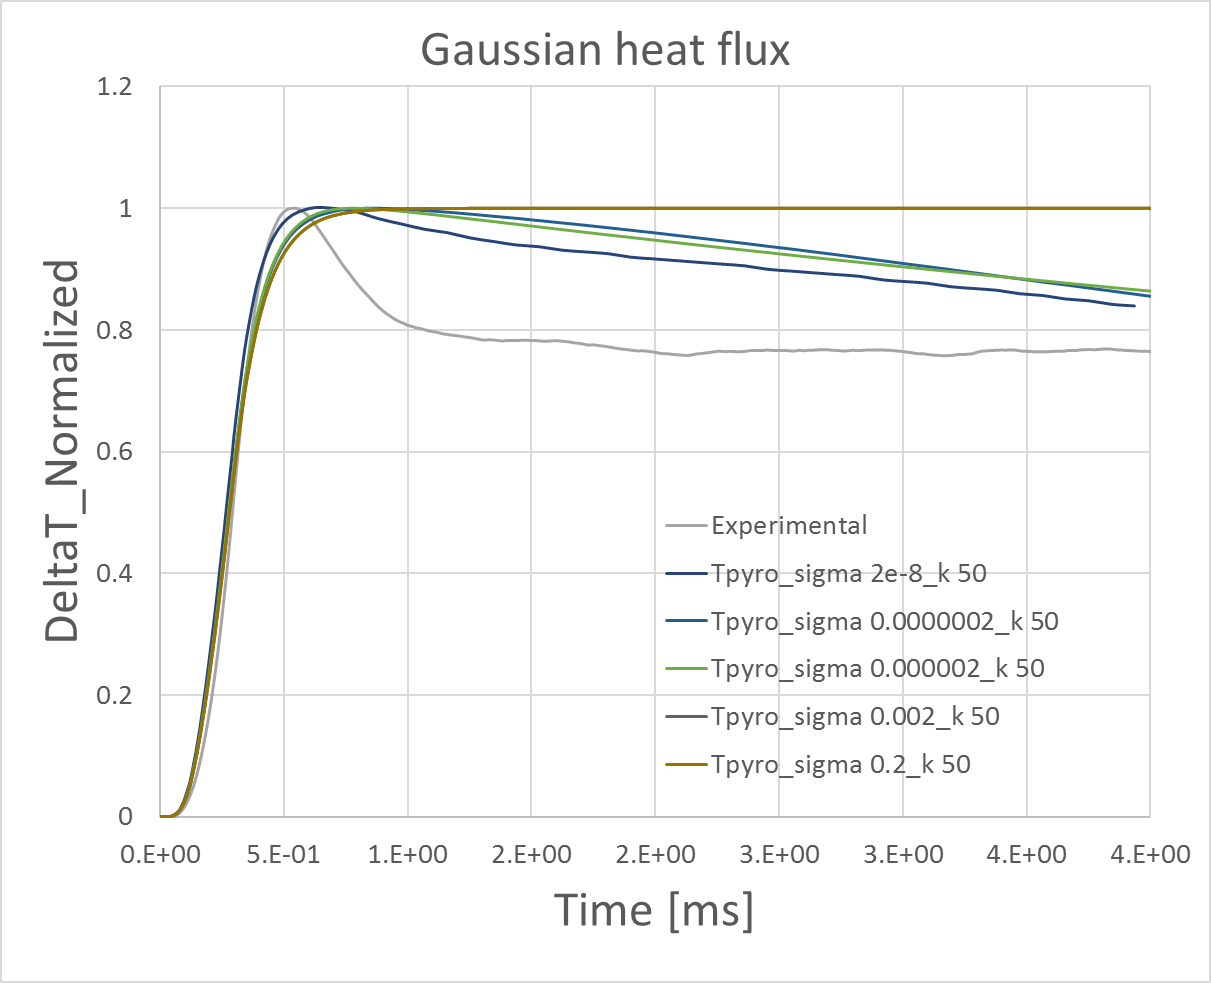 Gaussian heat flux
1.2
1
0.8
0.6
0.4
0.2
0
DeltaT_Normalized
Experimental
Tpyro_sigma 2e-8_k 50
Tpyro_sigma 0.0000002_k 50
Tpyro_sigma 0.000002_k 50
Tpyro_sigma 0.002_k 50
Tpyro_sigma 0.2_k 50
0.E+00 5.E-01 1.E+00 2.E+00 2.E+00 3.E+00 3.E+00 4.E+00 4.E+00
Time [ms]